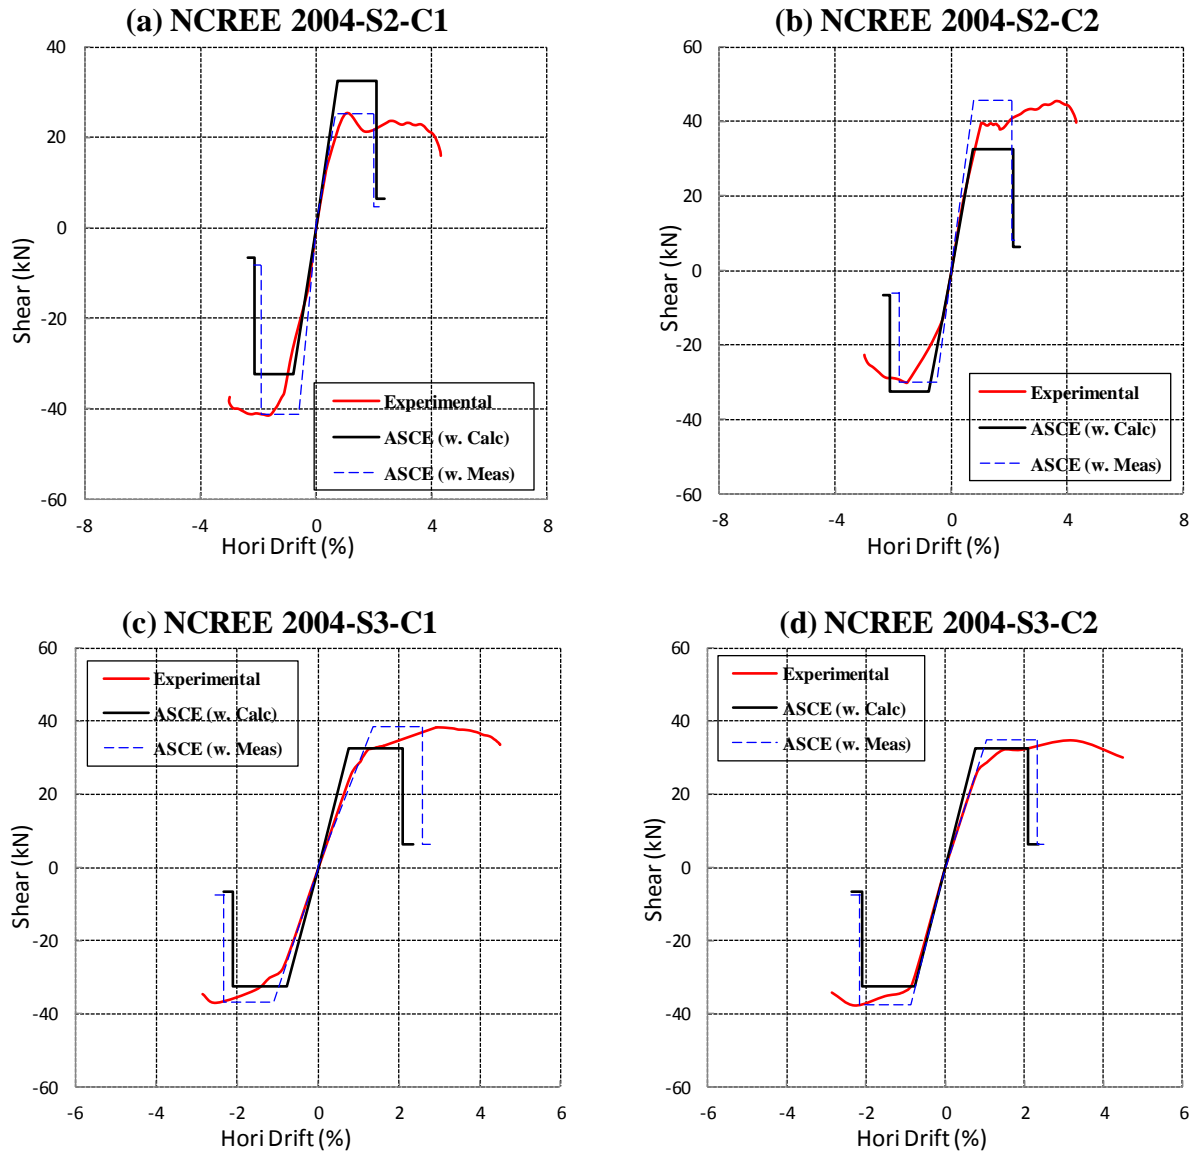 (a) NCREE 2004-S2-C1
40
20
0
-20
-40
-60
Shear (kN)
-8
-4
0
4
8
Hori Drift (%)
Experimental
ASCE (w. Calc)
ASCE (w. Meas)
(b) NCREE 2004-S2-C2
60
40
20
0
-20
-40
-60
Shear (kN)
-8
-4
0
4
8
Hori Drift (%)
Experimental
ASCE (w. Calc)
ASCE (w. Meas)
(c) NCREE 2004-S3-C1
60
40
20
0
-20
-40
-60
Shear (kN)
-6
-4
-2
0
2
4
6
Hori Drift (%)
Experimental
ASCE (w. Calc)
ASCE (w. Meas)
(d) NCREE 2004-S3-C2
60
40
20
0
-20
-40
-60
Shear (kN)
-6
-4
-2
0
2
4
6
Hori Drift (%)
Experimental
ASCE (w. Calc)
ASCE (w. Meas)